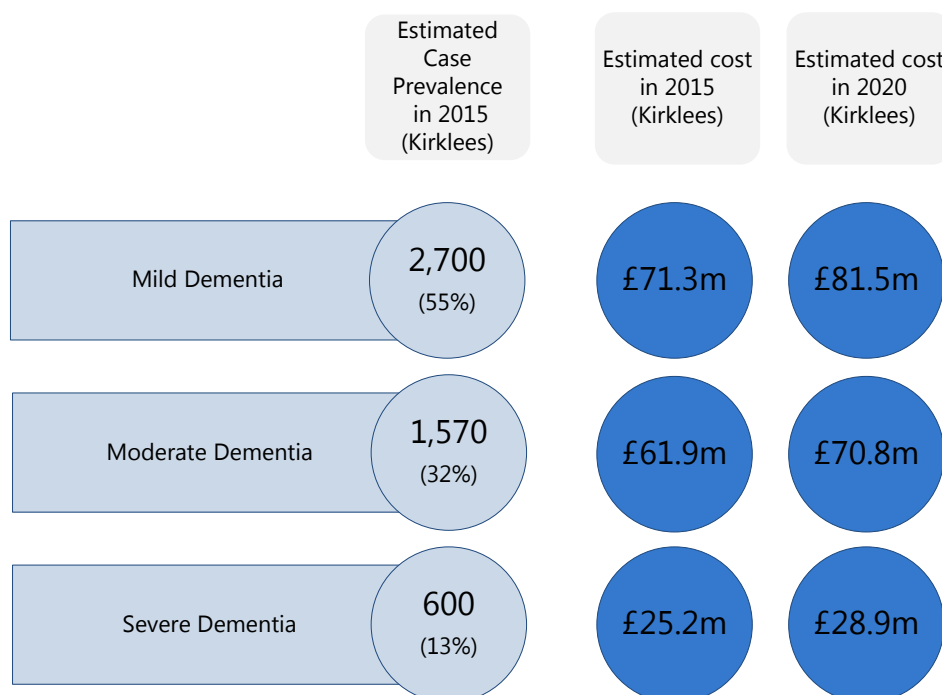 Estimated
Case
Prevalence
in 2015
(Kirklees)
Estimated cost
in 2015
(Kirklees)
Estimated cost
in 2020
(Kirklees)
Mild Dementia
2,700
(55%)
£71.3m
£81.5m
Moderate Dementia
1,570
(32%)
£61.9m
£70.8m
Severe Dementia
600
(13%)
£25.2m
£28.9m